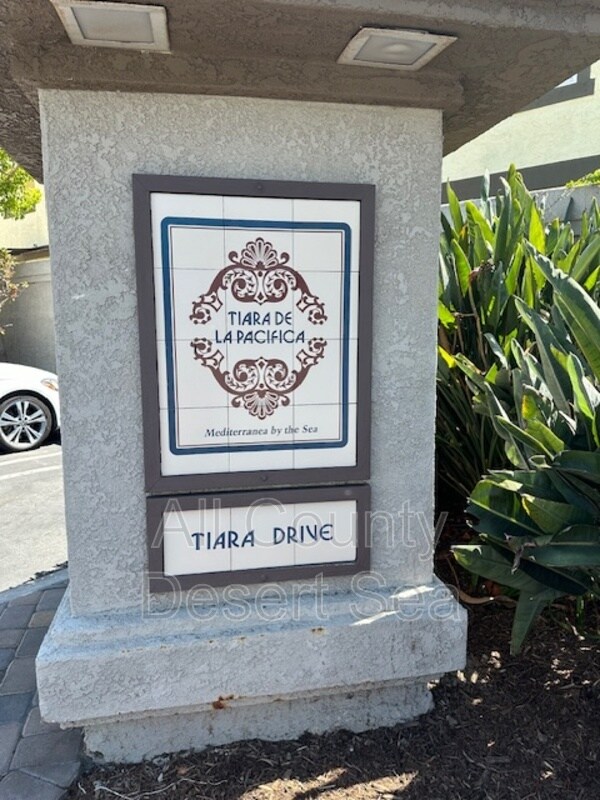 TIARA DE
LA PACIFICA
Mediterranea by the Sea
TIARA DRIVE
All County
Desert Sea